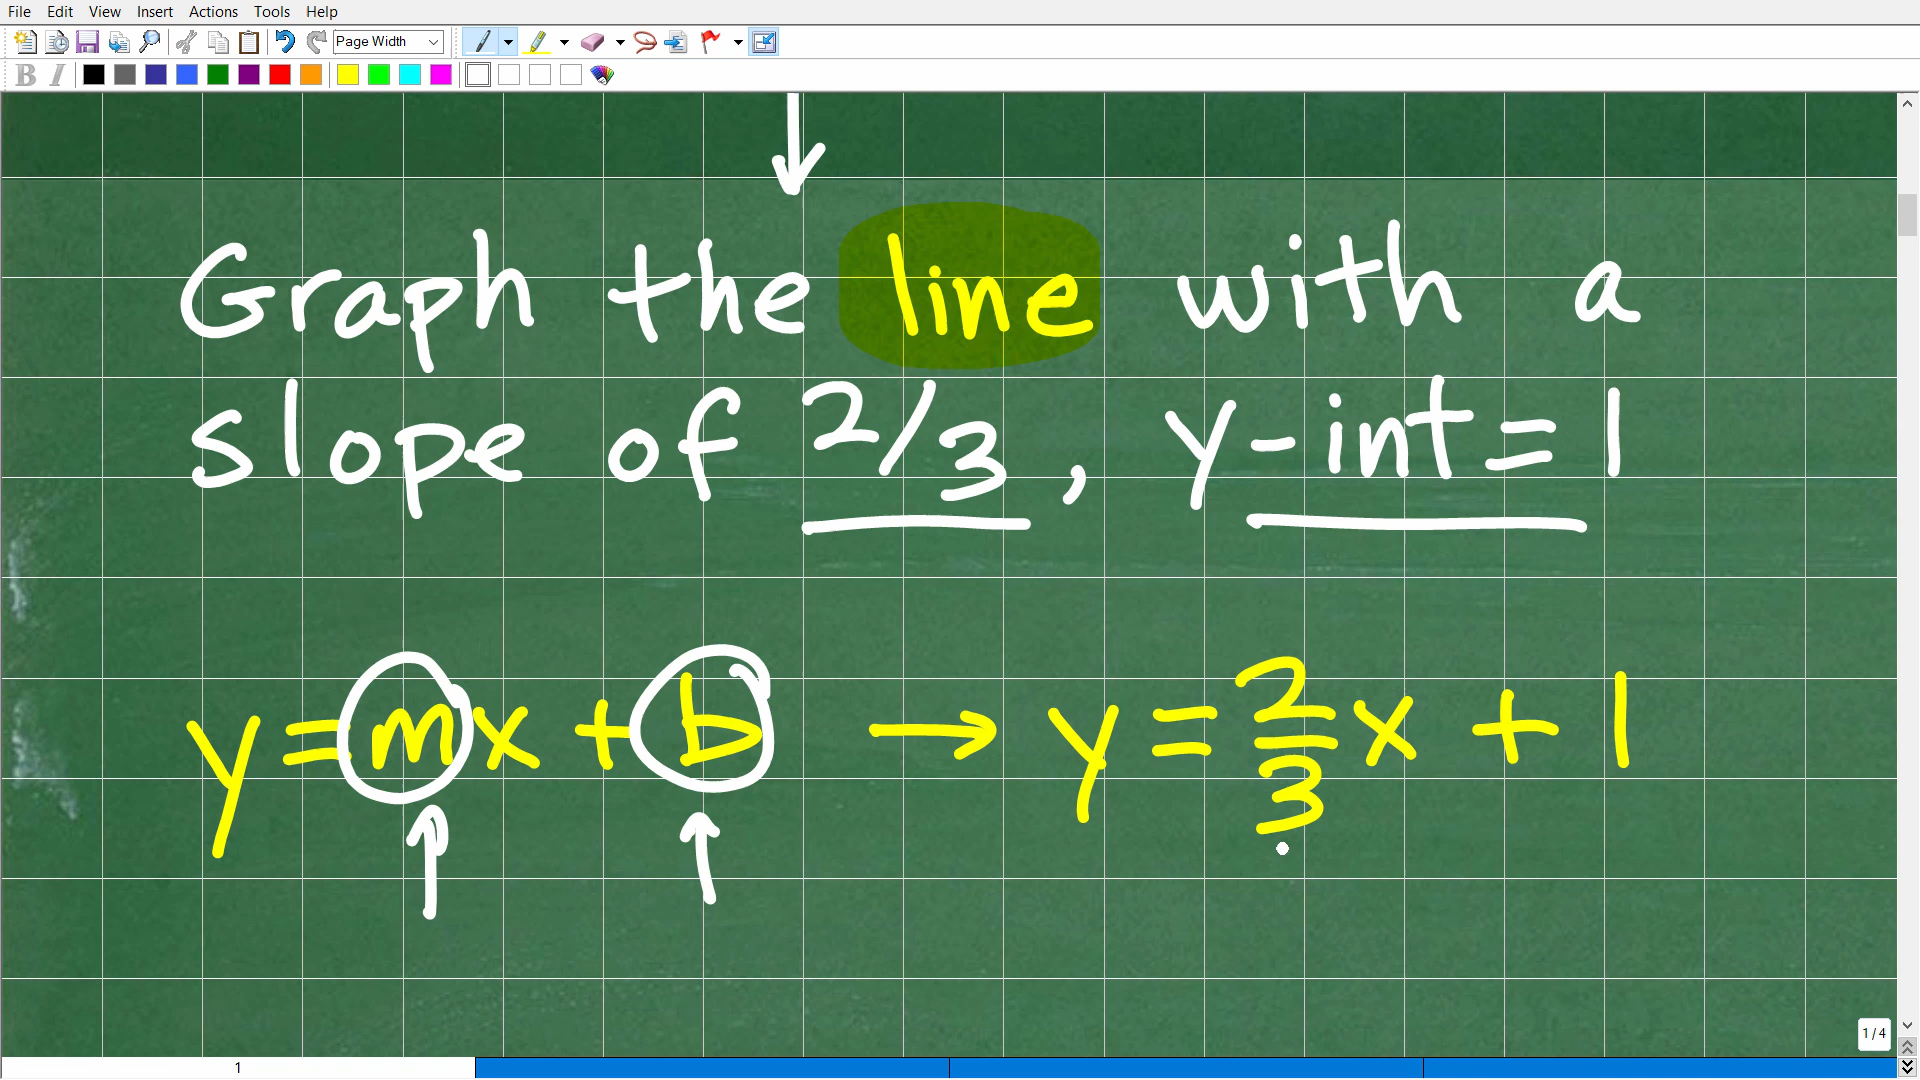 File Edit View Insert Actions Tools Help
Page Width
B I
Graph the line with a
slope of 2/3, y-int=1
y=mx+b → y=2/3x+1
1/4
1